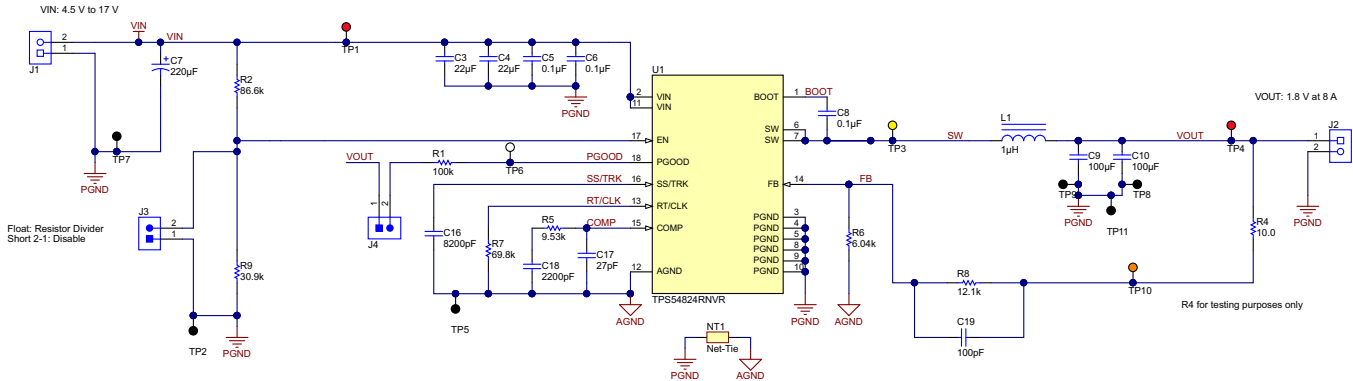 VIN: 4.5 V to 17 V
VIN
VIN
J1
2
1
C7
220µF
+
TP7
PGND
R2
86.6k
TP1
C3
22µF
C4
22µF
C5
0.1µF
C6
0.1µF
PGND
Float: Resistor Divider
Short 2-1: Disable
J3
2
1
R9
30.9k
TP2
PGND
VOUT
1
2
J4
R1
100k
PGOOD
TP6
SS/TRK
RT/CLK
COMP
C16
8200pF
R7
69.8k
R5
9.53k
C18
2200pF
C17
27pF
TP5
AGND
U1
2
VIN
11
VIN
17
EN
18
PGOOD
16
SS/TRK
13
RT/CLK
15
COMP
12
AGND
BOOT
1
SW
6
SW
7
FB
14
PGND
3
PGND
4
PGND
5
PGND
8
PGND
9
PGND
10
TPS54824RNVR
BOOT
C8
0.1µF
TP3
SW
L1
1µH
FB
R6
6.04k
PGND
AGND
NT1
Net-Tie
PGND
AGND
C9
100µF
C10
100µF
TP9
TP8
PGND
TP11
VOUT
TP4
VOUT: 1.8 V at 8 A
J2
1
2
PGND
R4
10.0
R8
12.1k
TP10
C19
100pF
R4 for testing purposes only